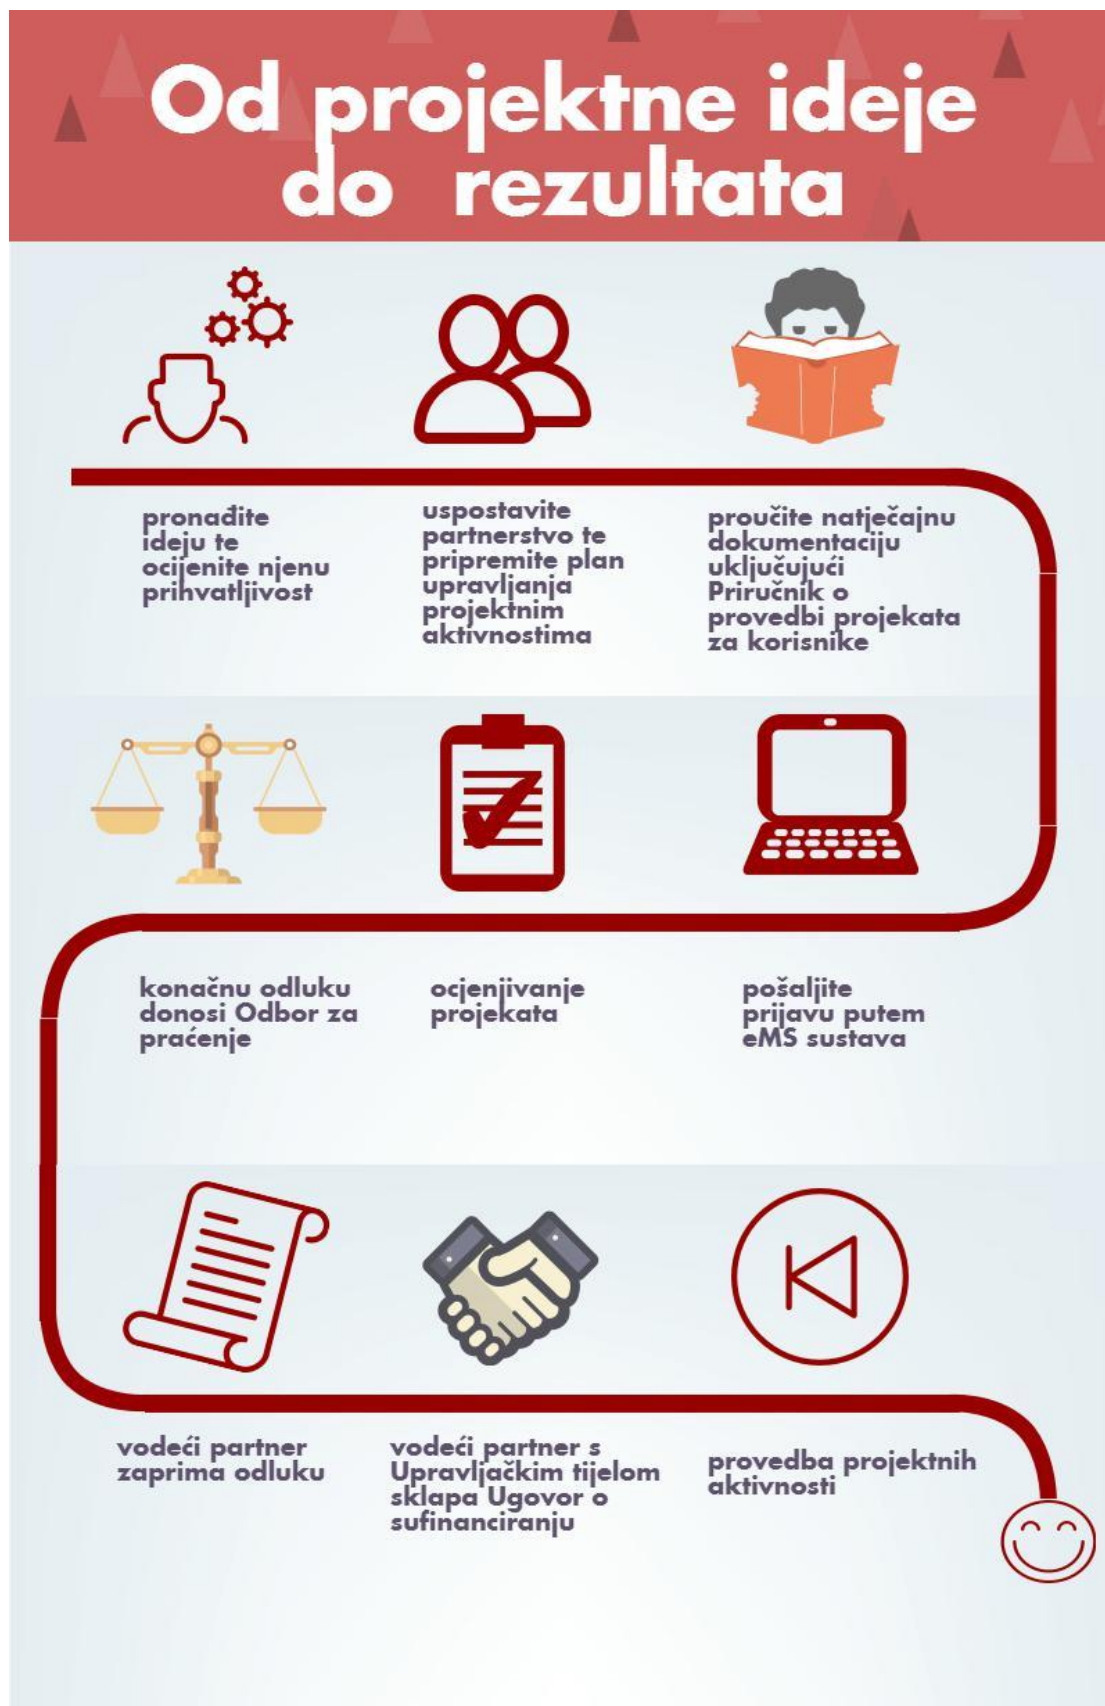 Od projektne ideje
do rezultata
pronađite
ideju te
ocijenite njenu
prihvatljivost
uspostavite
partnerstvo te
pripremite plan
upravljanja
projektnim
aktivnostima
proučite natječajnu
dokumentaciju
uključujući
Priručnik o
provedbi projekata
za korisnike
pošaljite
prijavu putem
eMS sustava
ocjenjivanje
projekata
konačnu odluku
donosi Odbor za
praćenje
vodeći partner
zaprima odluku
vodeći partner s
Upravljačkim tijelom
sklapa Ugovor o
sufinanciranju
provedba projektnih
aktivnosti